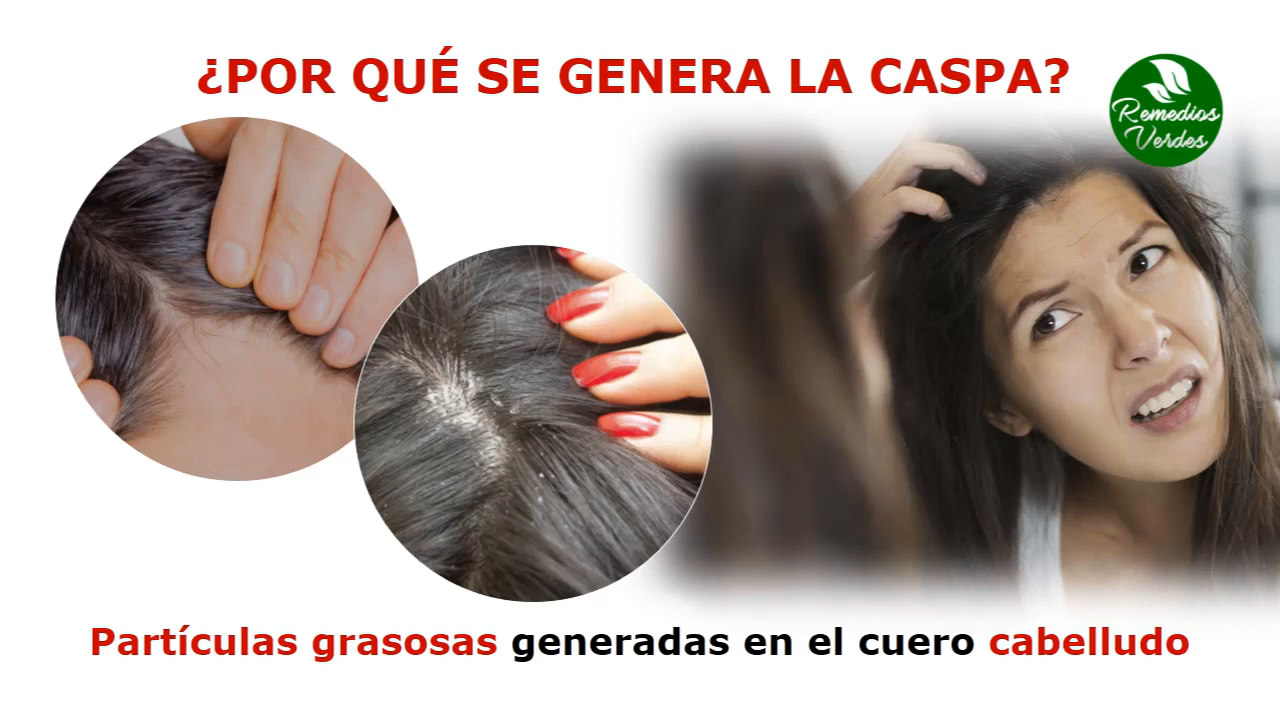 ¿POR QUÉ SE GENERA LA CASPA?
Remedios
Verdes
Partículas grasosas generadas en el cuero cabelludo